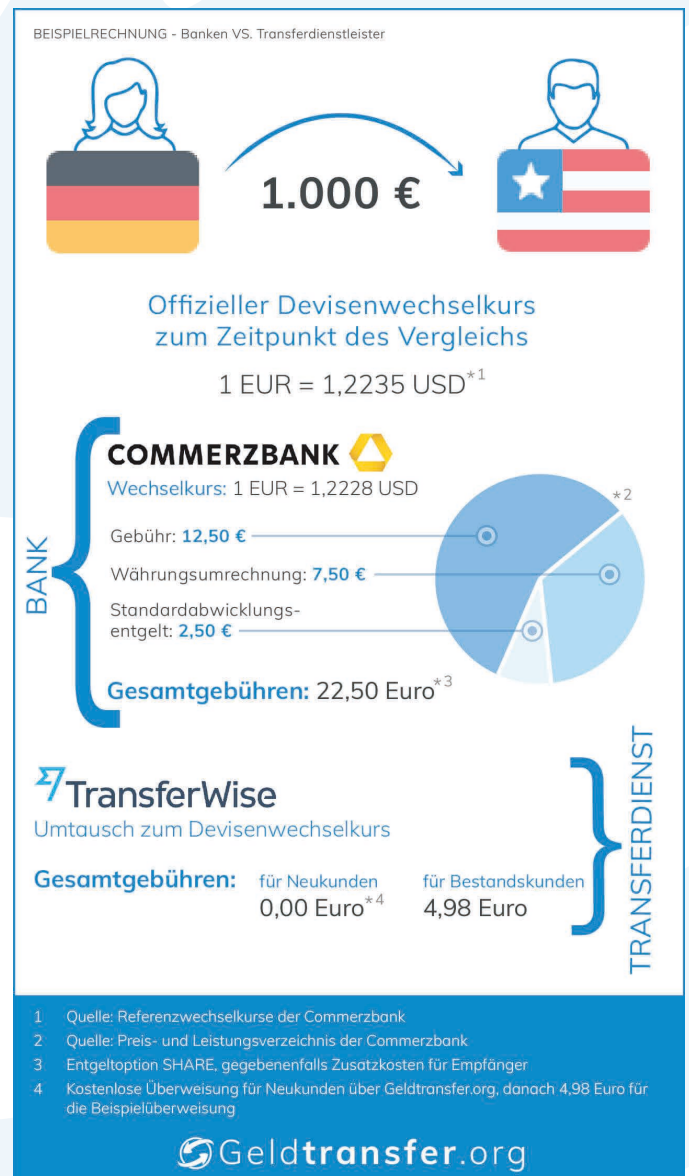 BEISPIELRECHNUNG - Banken VS. Transferdienstleister
1.000 €
Offizieller Devisenwechselkurs
zum Zeitpunkt des Vergleichs
1 EUR = 1,2235 USD*1
BANK
COMMERZBANK
Wechselkurs: 1 EUR = 1,2228 USD
*2
Gebühr: 12,50 €
Währungsumrechnung: 7,50 €
Standardabwicklungs-
entgelt: 2,50 €
Gesamtgebühren: 22,50 Euro*3
TransferWise
Umtausch zum Devisenwechselkurs
Gesamtgebühren:
für Neukunden
0,00 Euro*4
für Bestandskunden
4,98 Euro
TRANSFERDIENST
1 Quelle: Referenzwechselkurse der Commerzbank
2 Quelle: Preis- und Leistungsverzeichnis der Commerzbank
3 Entgeltoption SHARE, gegebenenfalls Zusatzkosten für Empfänger
4 Kostenlose Überweisung für Neukunden über Geldtransfer.org, danach 4,98 Euro für
die Beispielüberweisung
Geldtransfer.org